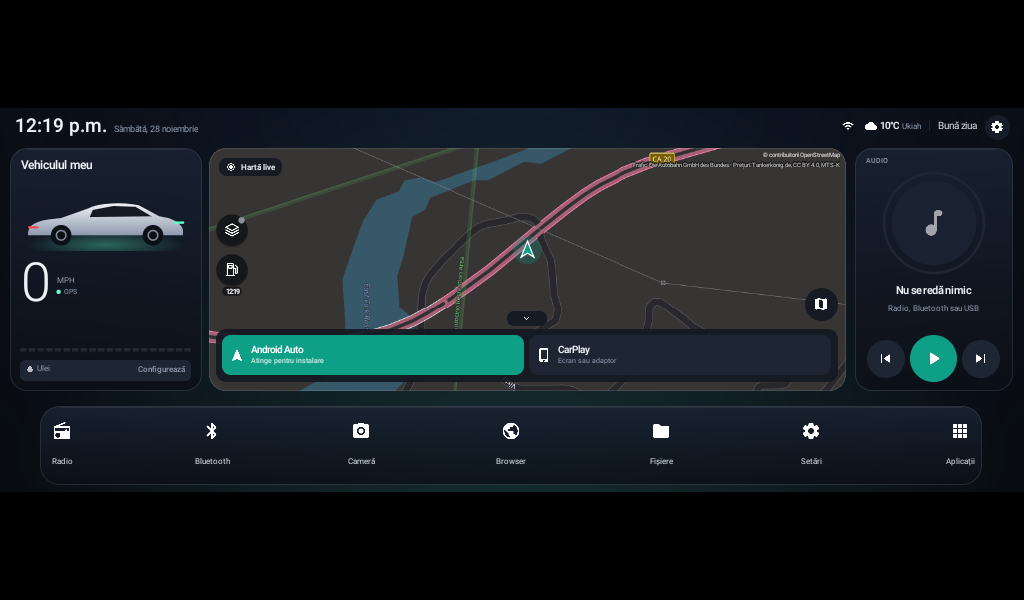 12:19 p.m. Sâmbătă, 28 noiembrie
10°C Ukiah
Bună ziua
Vehiculul meu
0
MPH
GPS
Ulei
Configurează
Hartă live
CA 20
© contribuitorii OpenStreetMap
12:19
Android Auto
Atinge pentru instalare
CarPlay
Ecran sau adaptor
AUDIO
Nu se redă nimic
Radio, Bluetooth sau USB
Radio
Bluetooth
Cameră
Browser
Fișiere
Setări
Aplicații